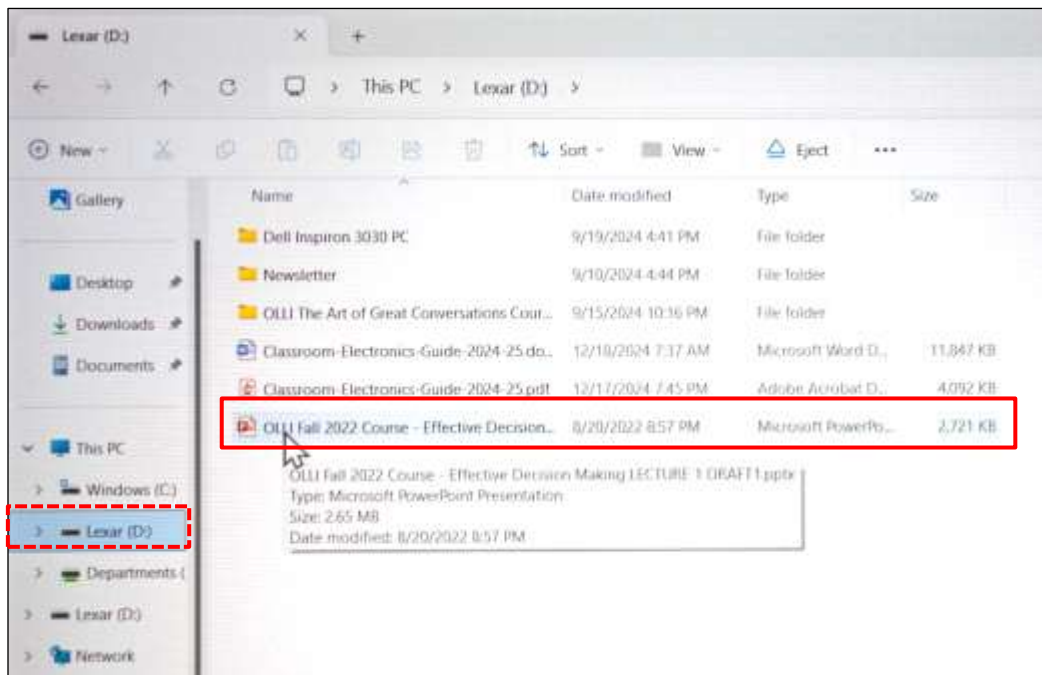 Lexar (D:)
This PC > Lexar (D:) >
New
Sort
View
Eject
Gallery
Name Date modified Type Size
Dell Inspiron 3030 PC 9/19/2024 4:41 PM File folder
Desktop
Newsletter 9/10/2024 4:44 PM File folder
Downloads
OLLI The Art of Great Conversations Cour... 9/15/2024 10:16 PM File folder
Documents
Classroom-Electronics-Guide-2024-25.do... 12/18/2024 7:37 AM Microsoft Word D... 11,847 KB
Classroom-Electronics-Guide-2024-25.pdf 12/17/2024 7:45 PM Adobe Acrobat D... 4,092 KB
OLLI Fall 2022 Course - Effective Decision... 8/20/2022 8:57 PM Microsoft PowerPo... 2,721 KB
This PC
OLLI Fall 2022 Course - Effective Decision Making LECTURE 1 DRAFT1.pptx
Type: Microsoft PowerPoint Presentation
Size: 2.65 MB
Date modified: 8/20/2022 8:57 PM
Windows (C:)
Lexar (D:)
Departments (
Lexar (D:)
Network